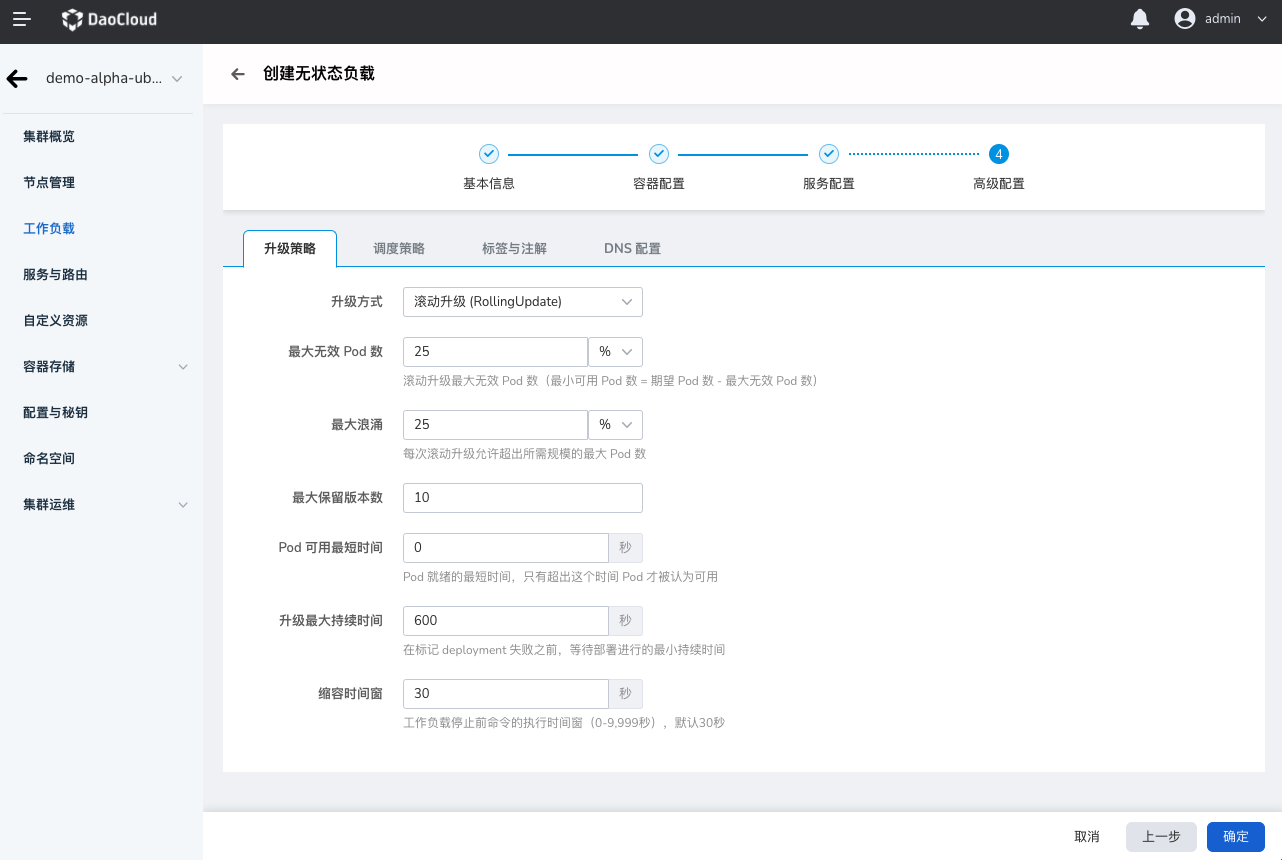 DaoCloud
admin
demo-alpha-ub...
集群概览
节点管理
工作负载
服务与路由
自定义资源
容器存储
配置与秘钥
命名空间
集群运维
创建无状态负载
基本信息
容器配置
服务配置
4
高级配置
升级策略
调度策略
标签与注解
DNS 配置
升级方式
滚动升级 (RollingUpdate)
最大无效 Pod 数
25
%
滚动升级最大无效 Pod 数（最小可用 Pod 数 = 期望 Pod 数 - 最大无效 Pod 数）
最大浪涌
25
%
每次滚动升级允许超出所需规模的最大 Pod 数
最大保留版本数
10
Pod 可用最短时间
0
秒
Pod 就绪的最短时间，只有超出这个时间 Pod 才被认为可用
升级最大持续时间
600
秒
在标记 deployment 失败之前，等待部署进行的最小持续时间
缩容时间窗
30
秒
工作负载停止前命令的执行时间窗（0-9,999秒），默认30秒
取消
上一步
确定